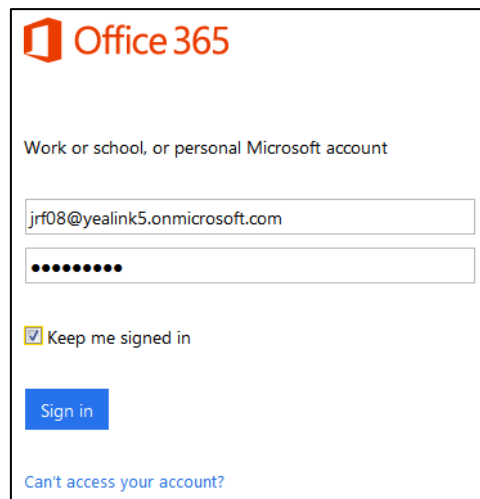 Office 365
Work or school, or personal Microsoft account
jrf08@yealink5.onmicrosoft.com
●●●●●●●●●
Keep me signed in
Sign in
Can't access your account?